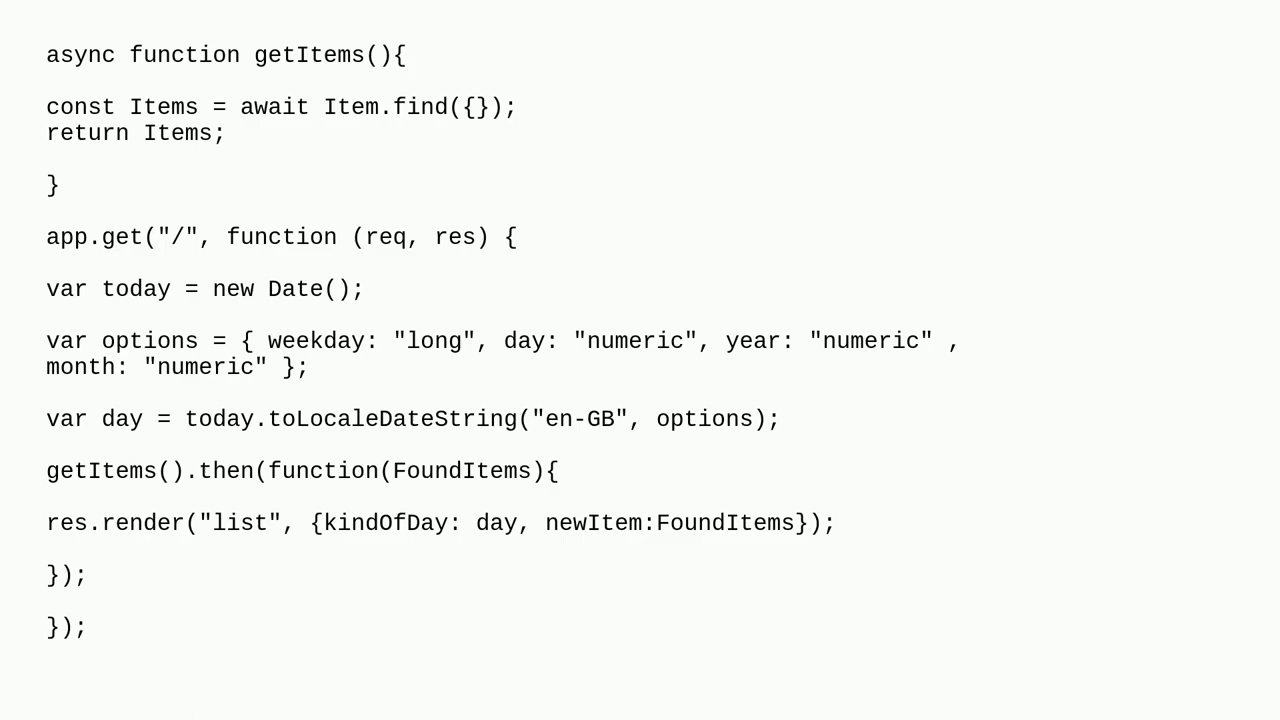 async function getItems(){
const Items = await Item.find({});
return Items;
}
app.get("/", function (req, res) {
var today = new Date();
var options = { weekday: "long", day: "numeric", year: "numeric" ,
month: "numeric" };
var day = today.toLocaleDateString("en-GB", options);
getItems().then(function(FoundItems){
res.render("list", {kindOfDay: day, newItem:FoundItems});
});
});